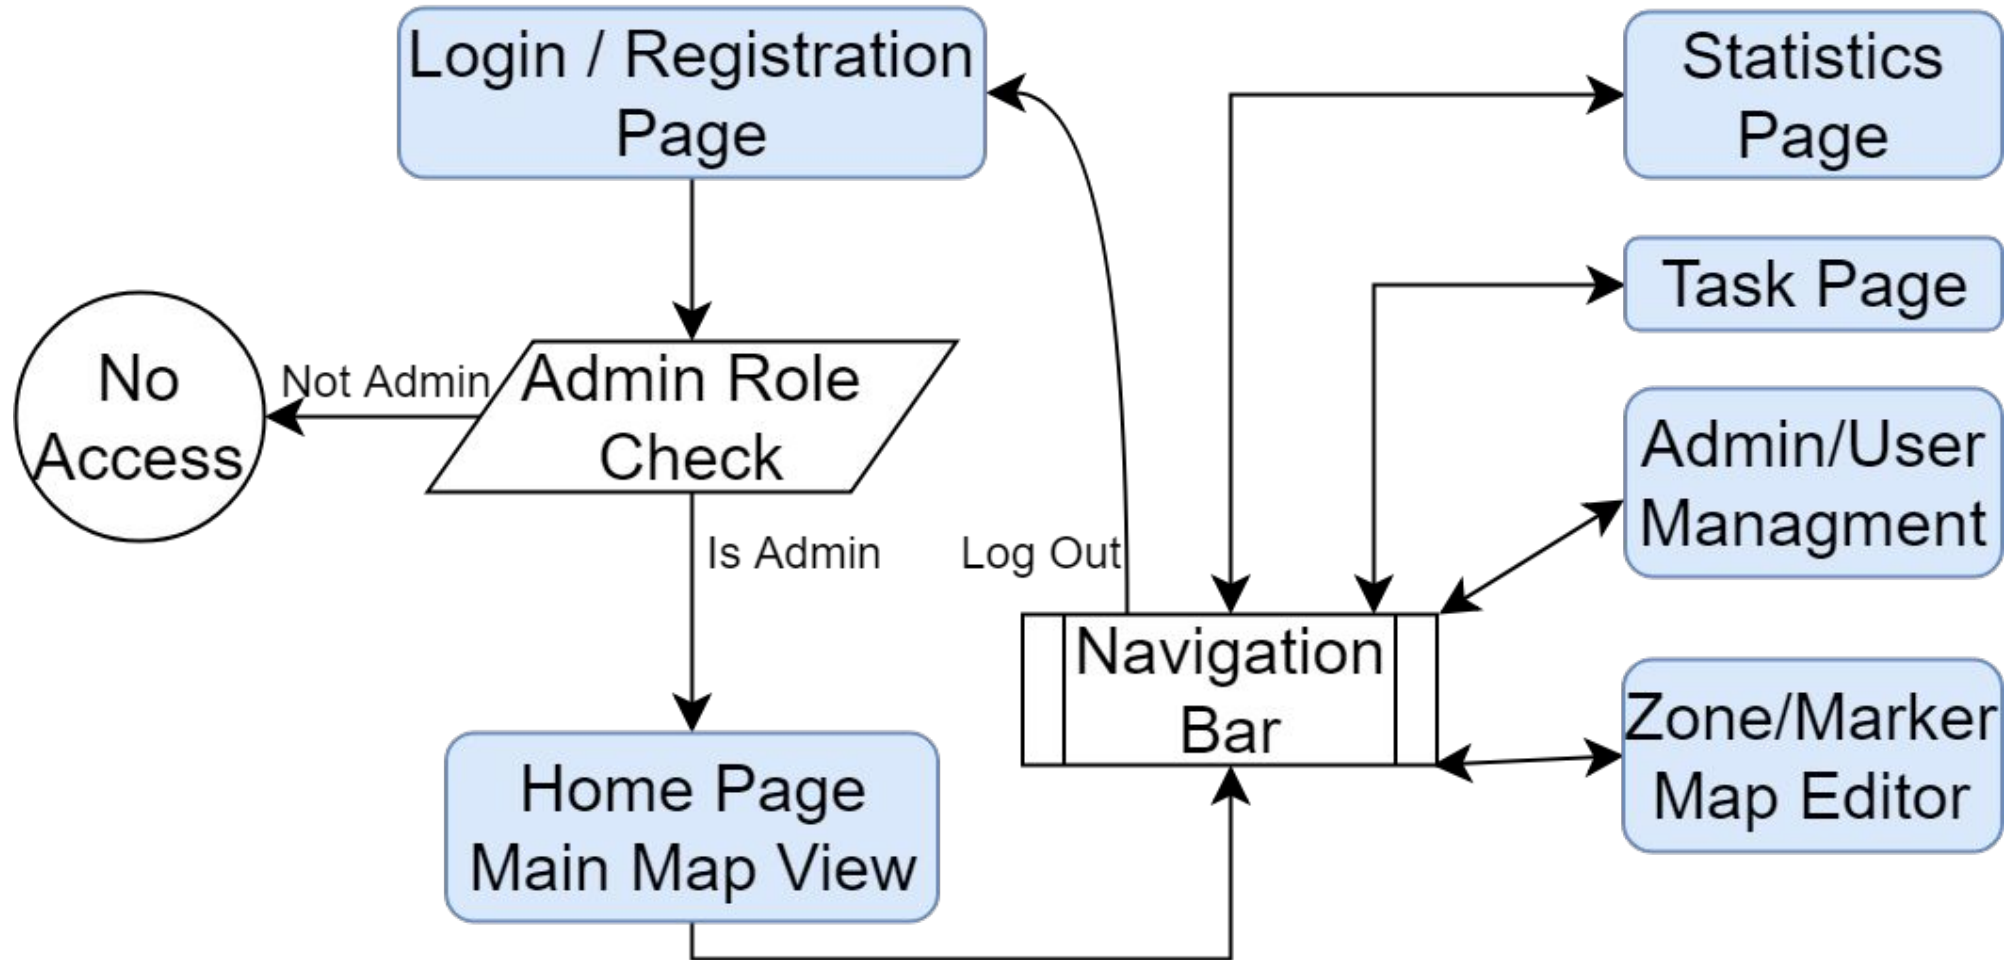 Login / Registration
Page
Statistics
Page
Task Page
No
Access
Not Admin
Admin Role
Check
Admin/User
Managment
Is Admin
Log Out
Navigation
Bar
Zone/Marker
Map Editor
Home Page
Main Map View